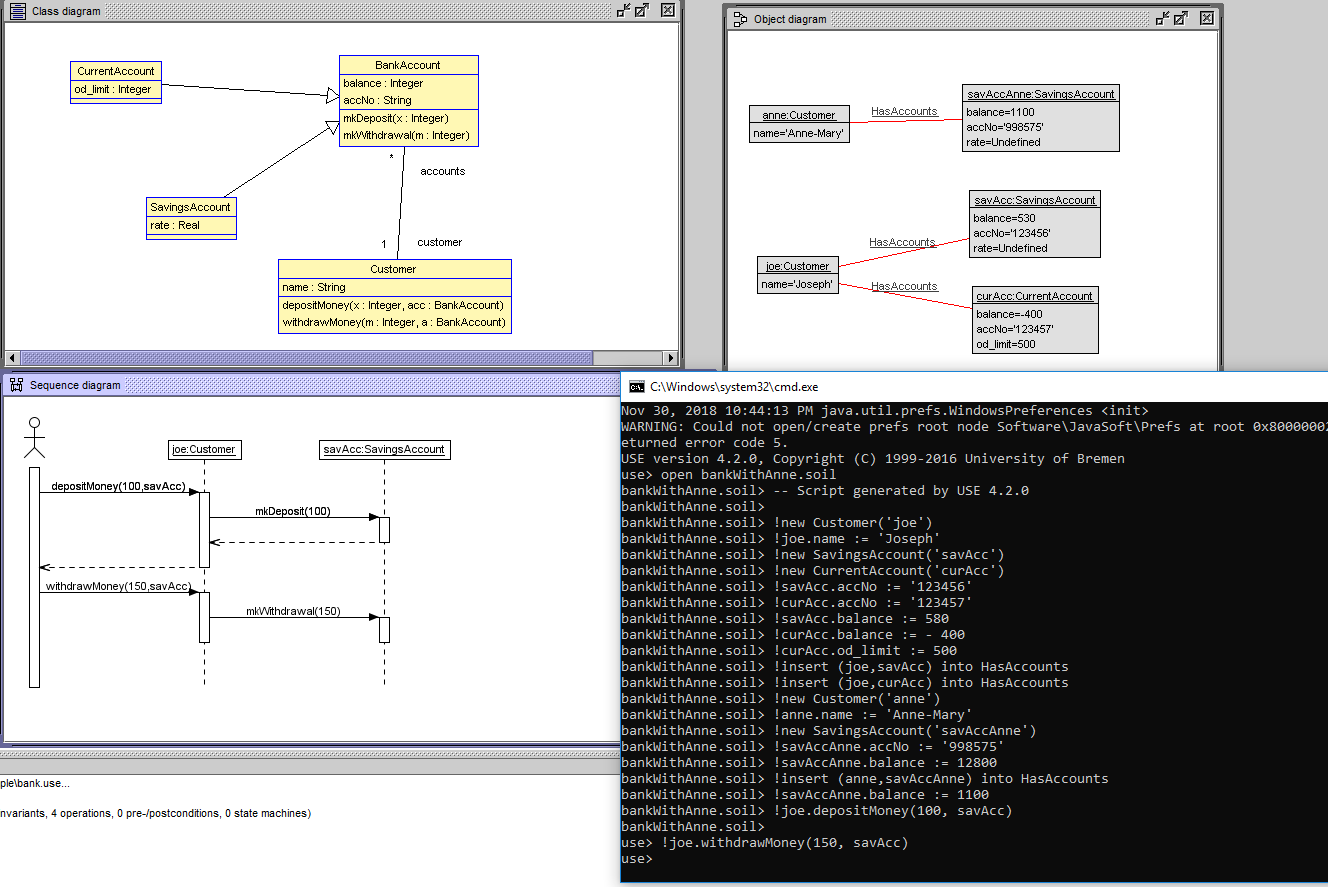 Class diagram
CurrentAccount
od_limit : Integer
BankAccount
balance : Integer
accNo : String
mkDeposit(x : Integer)
mkWithdrawal(m : Integer)
*
accounts
SavingsAccount
rate : Real
1
customer
Customer
name : String
depositMoney(x : Integer, acc : BankAccount)
withdrawMoney(m : Integer, a : BankAccount)
Object diagram
anne:Customer
name='Anne-Mary'
HasAccounts
savAccAnne:SavingsAccount
balance=1100
accNo='998575'
rate=Undefined
savAcc:SavingsAccount
balance=530
accNo='123456'
rate=Undefined
HasAccounts
joe:Customer
name='Joseph'
HasAccounts
curAcc:CurrentAccount
balance=-400
accNo='123457'
od_limit=500
Sequence diagram
joe:Customer
savAcc:SavingsAccount
depositMoney(100,savAcc)
mkDeposit(100)
withdrawMoney(150,savAcc)
mkWithdrawal(150)
ple\bank.use...
nvariants, 4 operations, 0 pre-/postconditions, 0 state machines)
C:\Windows\system32\cmd.exe
Nov 30, 2018 10:44:13 PM java.util.prefs.WindowsPreferences <init>
WARNING: Could not open/create prefs root node Software\JavaSoft\Prefs at root 0x80000002
eturned error code 5.
USE version 4.2.0, Copyright (C) 1999-2016 University of Bremen
use> open bankWithAnne.soil
bankWithAnne.soil> -- Script generated by USE 4.2.0
bankWithAnne.soil>
bankWithAnne.soil> !new Customer('joe')
bankWithAnne.soil> !joe.name := 'Joseph'
bankWithAnne.soil> !new SavingsAccount('savAcc')
bankWithAnne.soil> !new CurrentAccount('curAcc')
bankWithAnne.soil> !savAcc.accNo := '123456'
bankWithAnne.soil> !curAcc.accNo := '123457'
bankWithAnne.soil> !savAcc.balance := 580
bankWithAnne.soil> !curAcc.balance := - 400
bankWithAnne.soil> !curAcc.od_limit := 500
bankWithAnne.soil> !insert (joe,savAcc) into HasAccounts
bankWithAnne.soil> !insert (joe,curAcc) into HasAccounts
bankWithAnne.soil> !new Customer('anne')
bankWithAnne.soil> !anne.name := 'Anne-Mary'
bankWithAnne.soil> !new SavingsAccount('savAccAnne')
bankWithAnne.soil> !savAccAnne.accNo := '998575'
bankWithAnne.soil> !savAccAnne.balance := 12800
bankWithAnne.soil> !insert (anne,savAccAnne) into HasAccounts
bankWithAnne.soil> !savAccAnne.balance := 1100
bankWithAnne.soil> !joe.depositMoney(100, savAcc)
bankWithAnne.soil>
use> !joe.withdrawMoney(150, savAcc)
use>